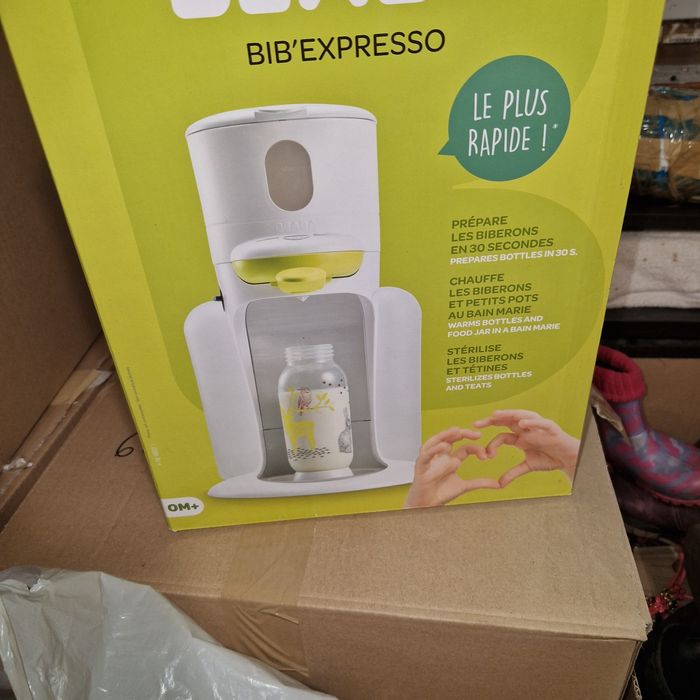 BIB'EXPRESSO
LE PLUS
RAPIDE !*
PRÉPARE
LES BIBERONS
EN 30 SECONDES
PREPARES BOTTLES IN 30 S.
CHAUFFE
LES BIBERONS
ET PETITS POTS
AU BAIN MARIE
WARMS BOTTLES AND
FOOD JAR IN A BAIN MARIE
STÉRILISE
LES BIBERONS
ET TÉTINES
STERILIZES BOTTLES
AND TEATS
0M+
6